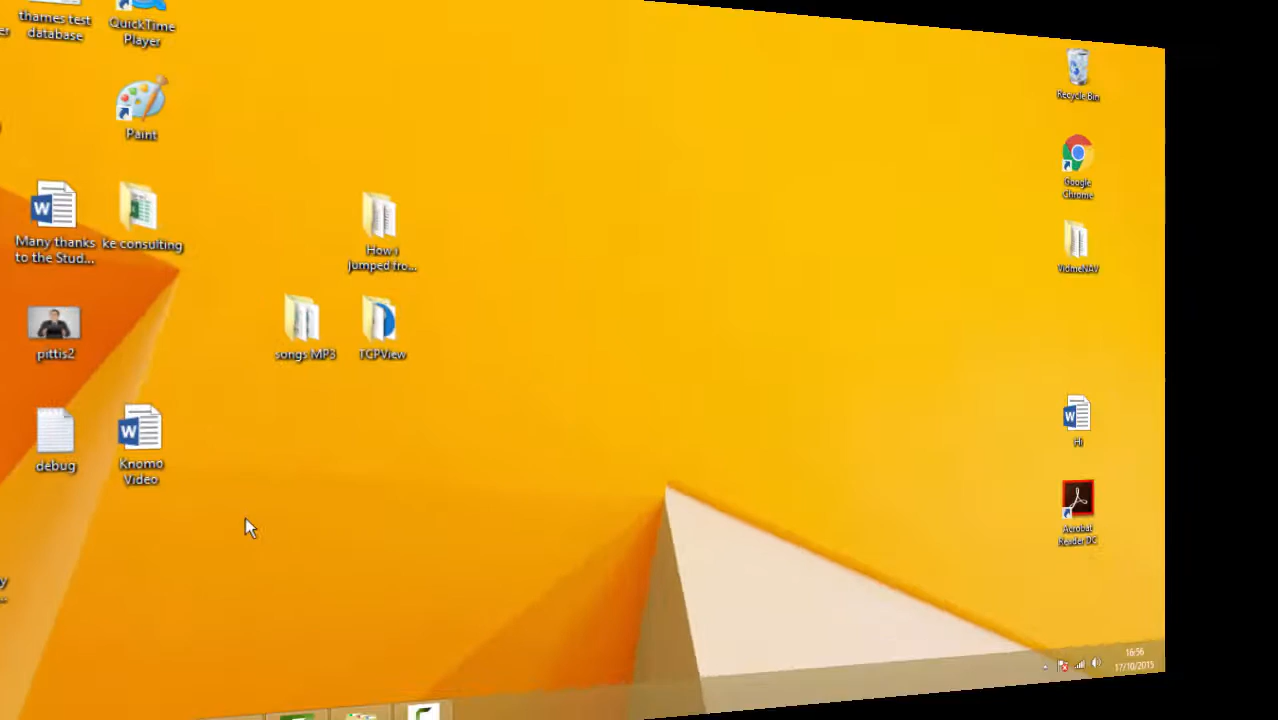 thames test
database
QuickTime
Player
Paint
Many thanks
to the Stud...
ke consulting
pittis2
debug
Knomo
Video
How i
Jumped fro...
songs MP3
TCPView
Recycle Bin
Google
Chrome
VidmeNAV
Hi
Acrobat
Reader DC
16:56
17/10/2015